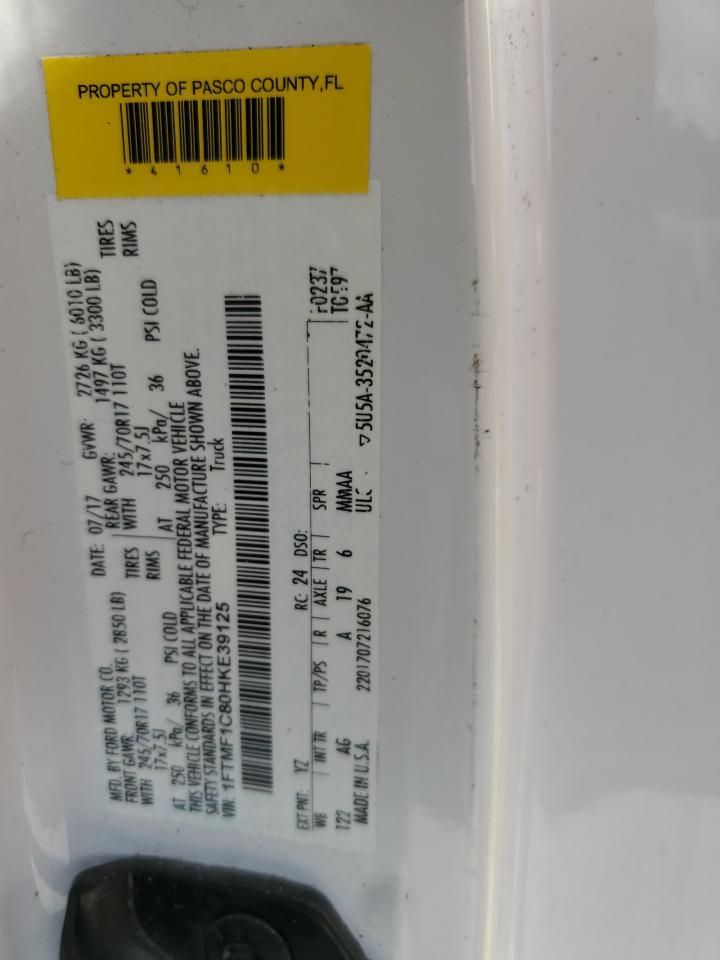 PROPERTY OF PASCO COUNTY,FL
*41610*
MFD. BY FORD MOTOR CO.
DATE: 07/17 GVWR: 2726 KG ( 6010 LB)
FRONT GAWR: 1293 KG ( 2850 LB) REAR GAWR: 1497 KG ( 3300 LB)
WITH 245/70R17 110T TIRES WITH 245/70R17 110T TIRES
17x7.5J RIMS 17x7.5J RIMS
AT 250 kPa/ 36 PSI COLD AT 250 kPa/ 36 PSI COLD
THIS VEHICLE CONFORMS TO ALL APPLICABLE FEDERAL MOTOR VEHICLE
SAFETY STANDARDS IN EFFECT ON THE DATE OF MANUFACTURE SHOWN ABOVE.
VIN: 1FTMF1C80HKE39125 TYPE: Truck
EXT PNT: YZ RC: 24 DSO: F0237
WB INT TR TP/PS R AXLE TR SPR
122 AG A 19 6 MMAA
MADE IN U.S.A. 2201707216076 ULC